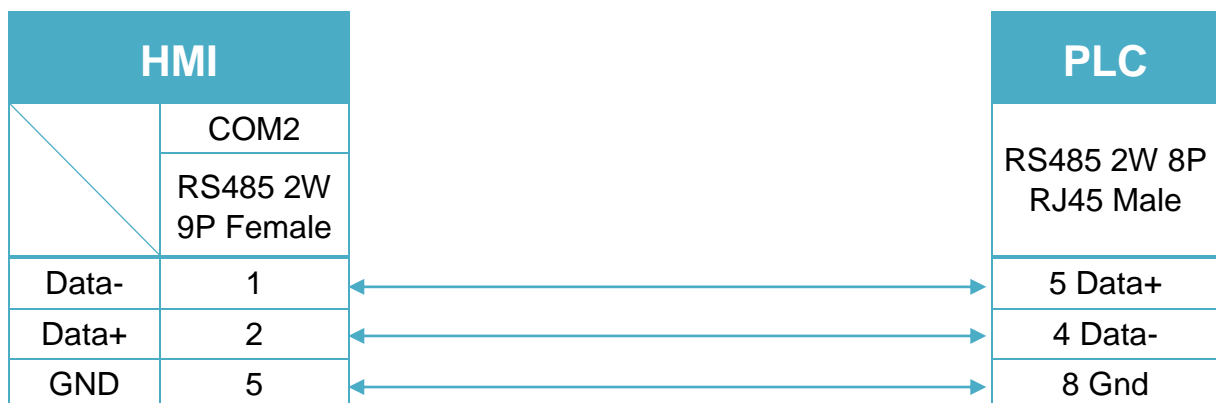 HMI
PLC
COM2
RS485 2W
9P Female
RS485 2W 8P
RJ45 Male
Data- 1 5 Data+
Data+ 2 4 Data-
GND 5 8 Gnd